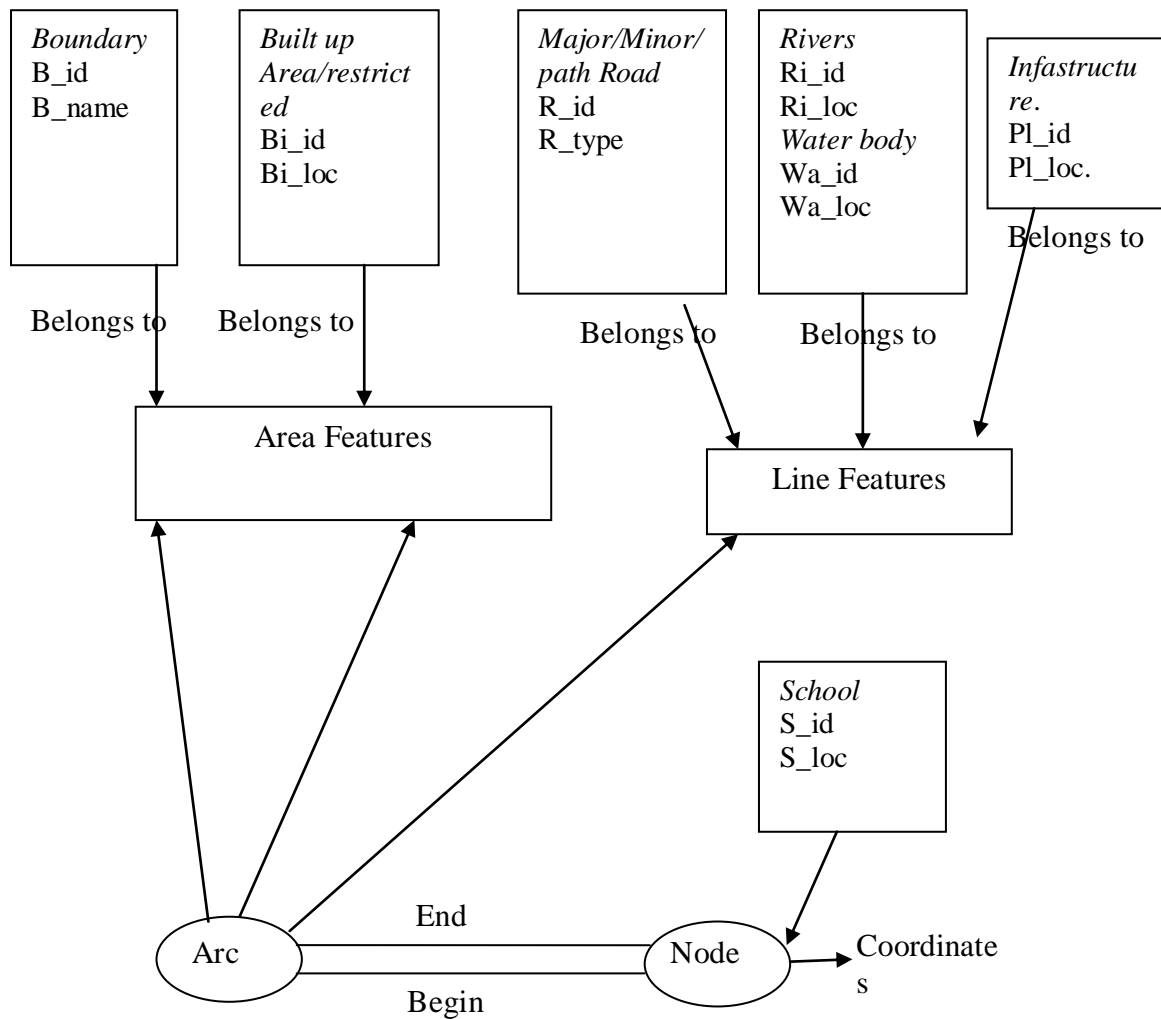 Boundary
B_id
B_name
Built up
Area/restrict
ed
Bi_id
Bi_loc
Major/Minor/
path Road
R_id
R_type
Rivers
Ri_id
Ri_loc
Water body
Wa_id
Wa_loc
Infastructu
re.
Pl_id
Pl_loc.
Belongs to
Belongs to
Belongs to
Belongs to
Belongs to
Area Features
Line Features
School
S_id
S_loc
End
Arc
Node
Coordinate
s
Begin